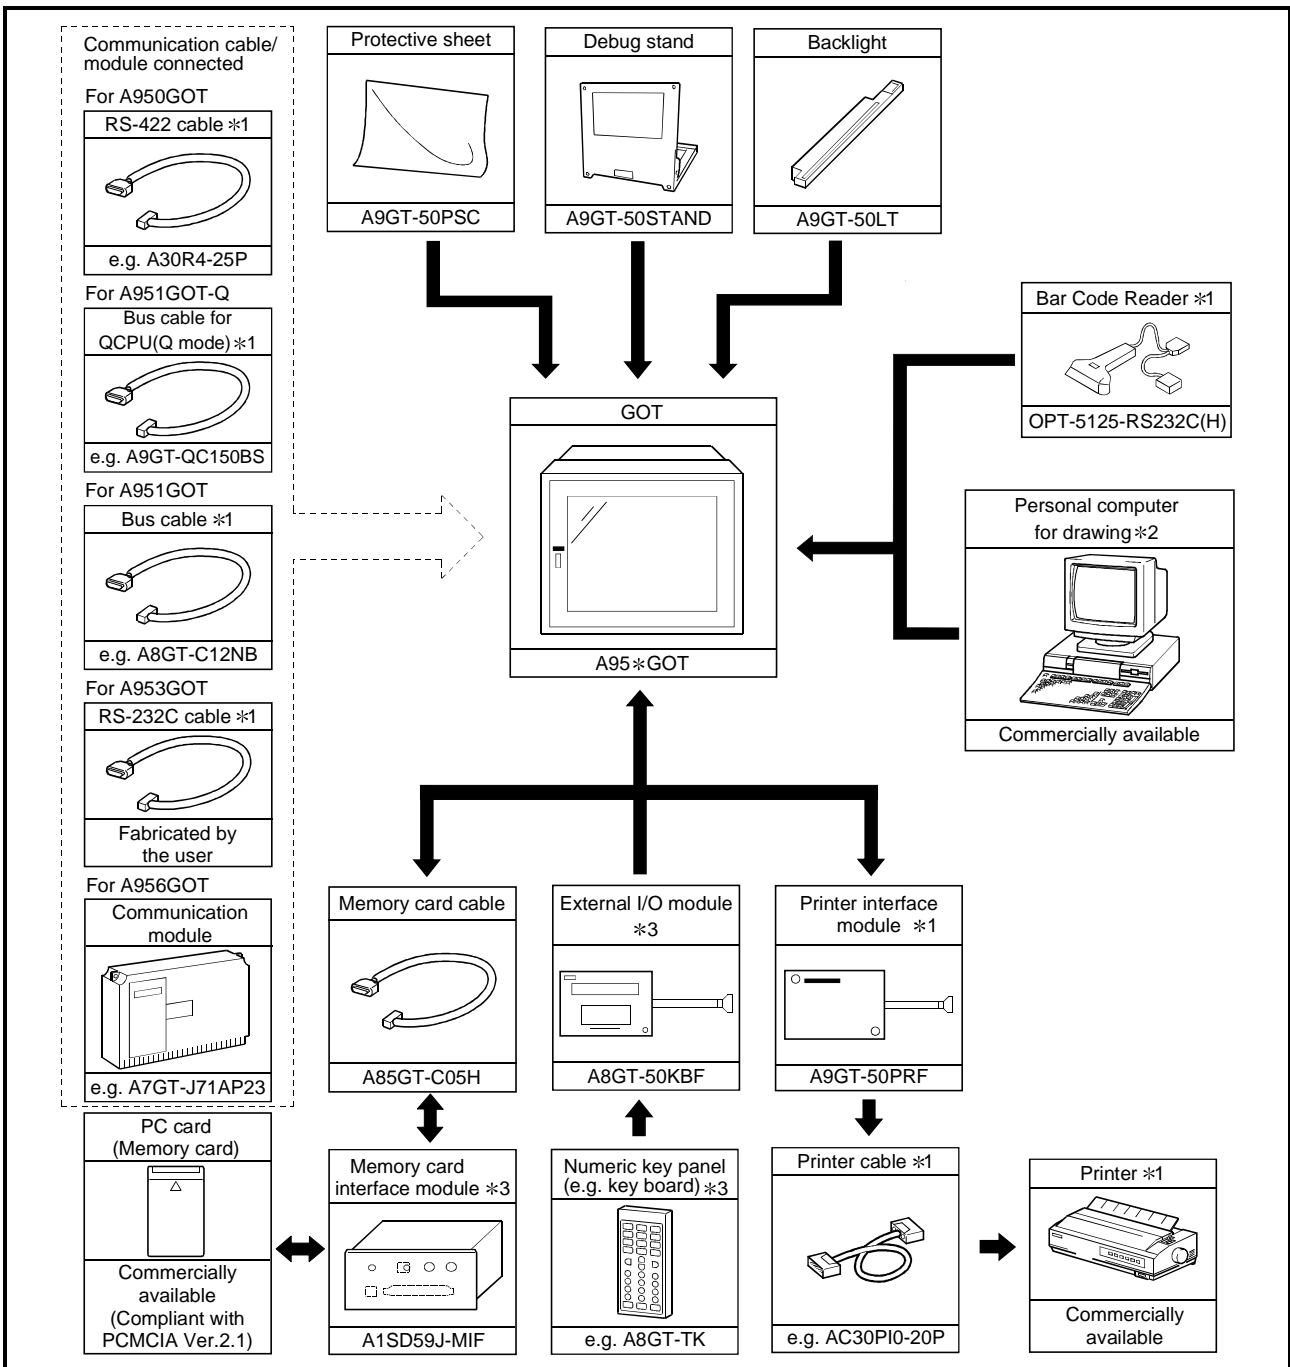 Communication cable/
module connected
For A950GOT
RS-422 cable *1
e.g. A30R4-25P
For A951GOT-Q
Bus cable for
QCPU(Q mode) *1
e.g. A9GT-QC150BS
For A951GOT
Bus cable *1
e.g. A8GT-C12NB
For A953GOT
RS-232C cable *1
Fabricated by
the user
For A956GOT
Communication
module
e.g. A7GT-J71AP23
Protective sheet
A9GT-50PSC
Debug stand
A9GT-50STAND
Backlight
A9GT-50LT
Bar Code Reader *1
OPT-5125-RS232C(H)
GOT
A95*GOT
Personal computer
for drawing *2
Commercially available
Memory card cable
A85GT-C05H
External I/O module
*3
A8GT-50KBF
Printer interface
module *1
A9GT-50PRF
PC card
(Memory card)
Commercially
available
(Compliant with
PCMCIA Ver.2.1)
Memory card
interface module *3
A1SD59J-MIF
Numeric key panel
(e.g. key board) *3
e.g. A8GT-TK
Printer cable *1
e.g. AC30PI0-20P
Printer *1
Commercially
available